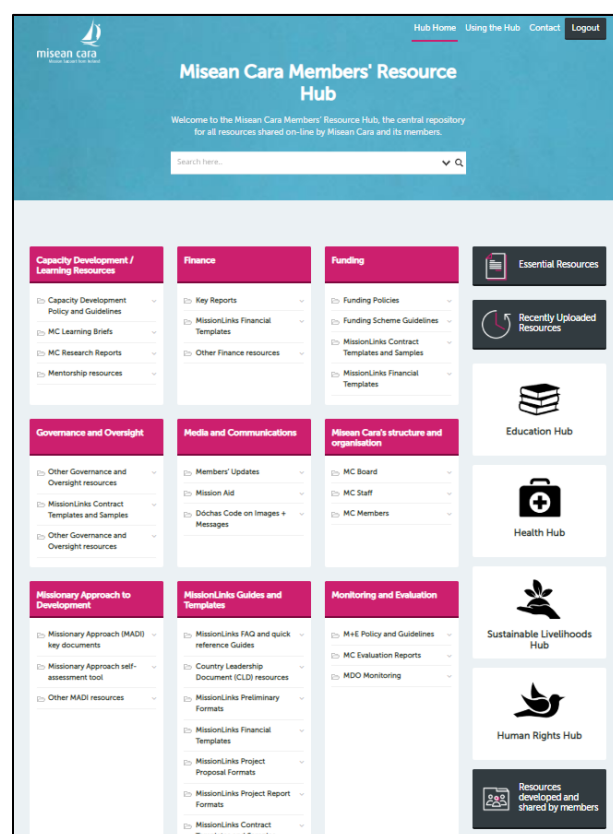 misean cara
Mission Support from Ireland
Hub Home Using the Hub Contact Logout
Misean Cara Members' Resource
Hub
Welcome to the Misean Cara Members' Resource Hub, the central repository
for all resources shared on-line by Misean Cara and its members.
Search here...
Capacity Development /
Learning Resources
Capacity Development
Policy and Guidelines
MC Learning Briefs
MC Research Reports
Mentorship resources
Finance
Key Reports
MissionLinks Financial
Templates
Other Finance resources
Funding
Funding Policies
Funding Scheme Guidelines
MissionLinks Contract
Templates and Samples
MissionLinks Financial
Templates
Essential Resources
Recently Uploaded
Resources
Education Hub
Governance and Oversight
Other Governance and
Oversight resources
MissionLinks Contract
Templates and Samples
Other Governance and
Oversight resources
Media and Communications
Members' Updates
Mission Aid
Dóchas Code on Images +
Messages
Misean Cara's structure and
organisation
MC Board
MC Staff
MC Members
Health Hub
Missionary Approach to
Development
Missionary Approach (MADI)
key documents
Missionary Approach self-
assessment tool
Other MADI resources
MissionLinks Guides and
Templates
MissionLinks FAQ and quick
reference Guides
Country Leadership
Document (CLD) resources
MissionLinks Preliminary
Formats
MissionLinks Financial
Templates
MissionLinks Project
Proposal Formats
MissionLinks Project Report
Formats
MissionLinks Contract
Monitoring and Evaluation
M+E Policy and Guidelines
MC Evaluation Reports
MDO Monitoring
Sustainable Livelihoods
Hub
Human Rights Hub
Resources
developed and
shared by members